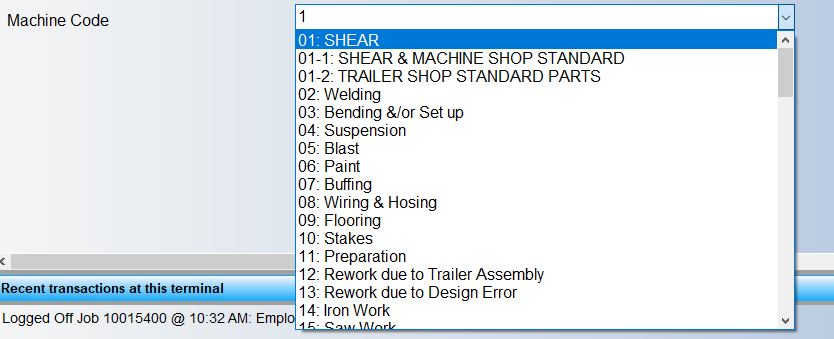 Machine Code
1
01: SHEAR
01-1: SHEAR & MACHINE SHOP STANDARD
01-2: TRAILER SHOP STANDARD PARTS
02: Welding
03: Bending &/or Set up
04: Suspension
05: Blast
06: Paint
07: Buffing
08: Wiring & Hosing
09: Flooring
10: Stakes
11: Preparation
12: Rework due to Trailer Assembly
13: Rework due to Design Error
14: Iron Work
15: Saw Work
Recent transactions at this terminal
Logged Off Job 10015400 @ 10:32 AM: Emplo